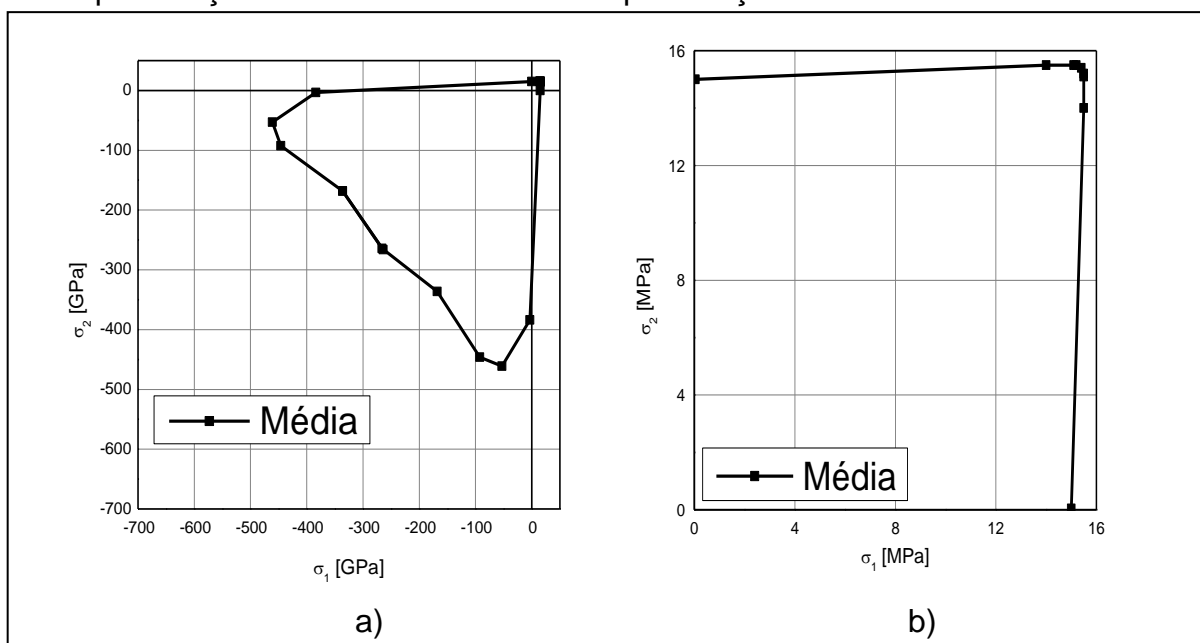 16
0
12
-100
-200
8
-300
σ2 [GPa]
σ2 [MPa]
-400
4
-500
Média
Média
-600
-700
0
-700 -600 -500 -400 -300 -200 -100 0
0 4 8 12 16
σ1 [GPa]
σ1 [MPa]
a)
b)